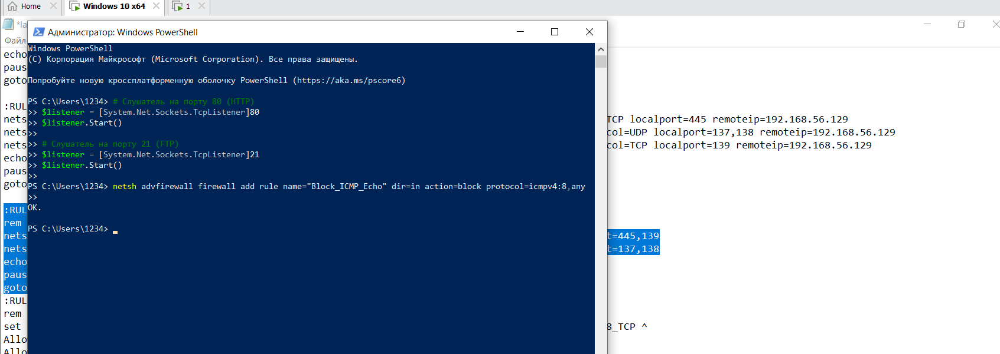 Home
Windows 10 x64
1
*la
Администратор: Windows PowerShell
Файл
Windows PowerShell
(C) Корпорация Майкрософт (Microsoft Corporation). Все права защищены.
Попробуйте новую кроссплатформенную оболочку PowerShell (https://aka.ms/pscore6)
PS C:\Users\1234> # Слушатель на порту 80 (HTTP)
>> $listener = [System.Net.Sockets.TcpListener]80
>> $listener.Start()
>>
>> # Слушатель на порту 21 (FTP)
>> $listener = [System.Net.Sockets.TcpListener]21
>> $listener.Start()
>>
PS C:\Users\1234> netsh advfirewall firewall add rule name="Block_ICMP_Echo" dir=in action=block protocol=icmpv4:8,any
>>
OK.
PS C:\Users\1234>
echo
paus
goto
:RUL
nets
TCP localport=445 remoteip=192.168.56.129
nets
col=UDP localport=137,138 remoteip=192.168.56.129
nets
col=TCP localport=139 remoteip=192.168.56.129
echo
paus
goto
:RUL
rem
nets
t=445,139
nets
t=137,138
echo
paus
goto
:RUL
rem
set
8_TCP ^
Allo
Allo